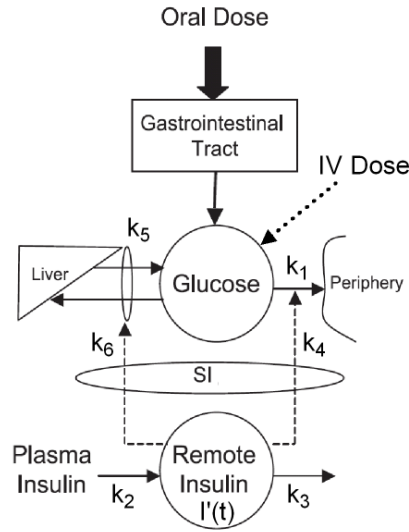 Oral Dose
Gastrointestinal
Tract
IV Dose
k5
Liver
Glucose
k1
Periphery
k6
k4
SI
Plasma
Insulin
k2
Remote
Insulin
I'(t)
k3